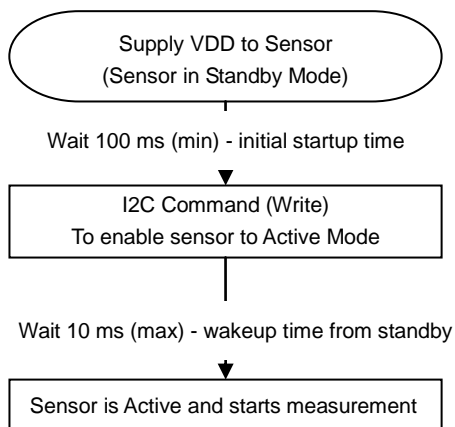 Supply VDD to Sensor
(Sensor in Standby Mode)
Wait 100 ms (min) - initial startup time
I2C Command (Write)
To enable sensor to Active Mode
Wait 10 ms (max) - wakeup time from standby
Sensor is Active and starts measurement